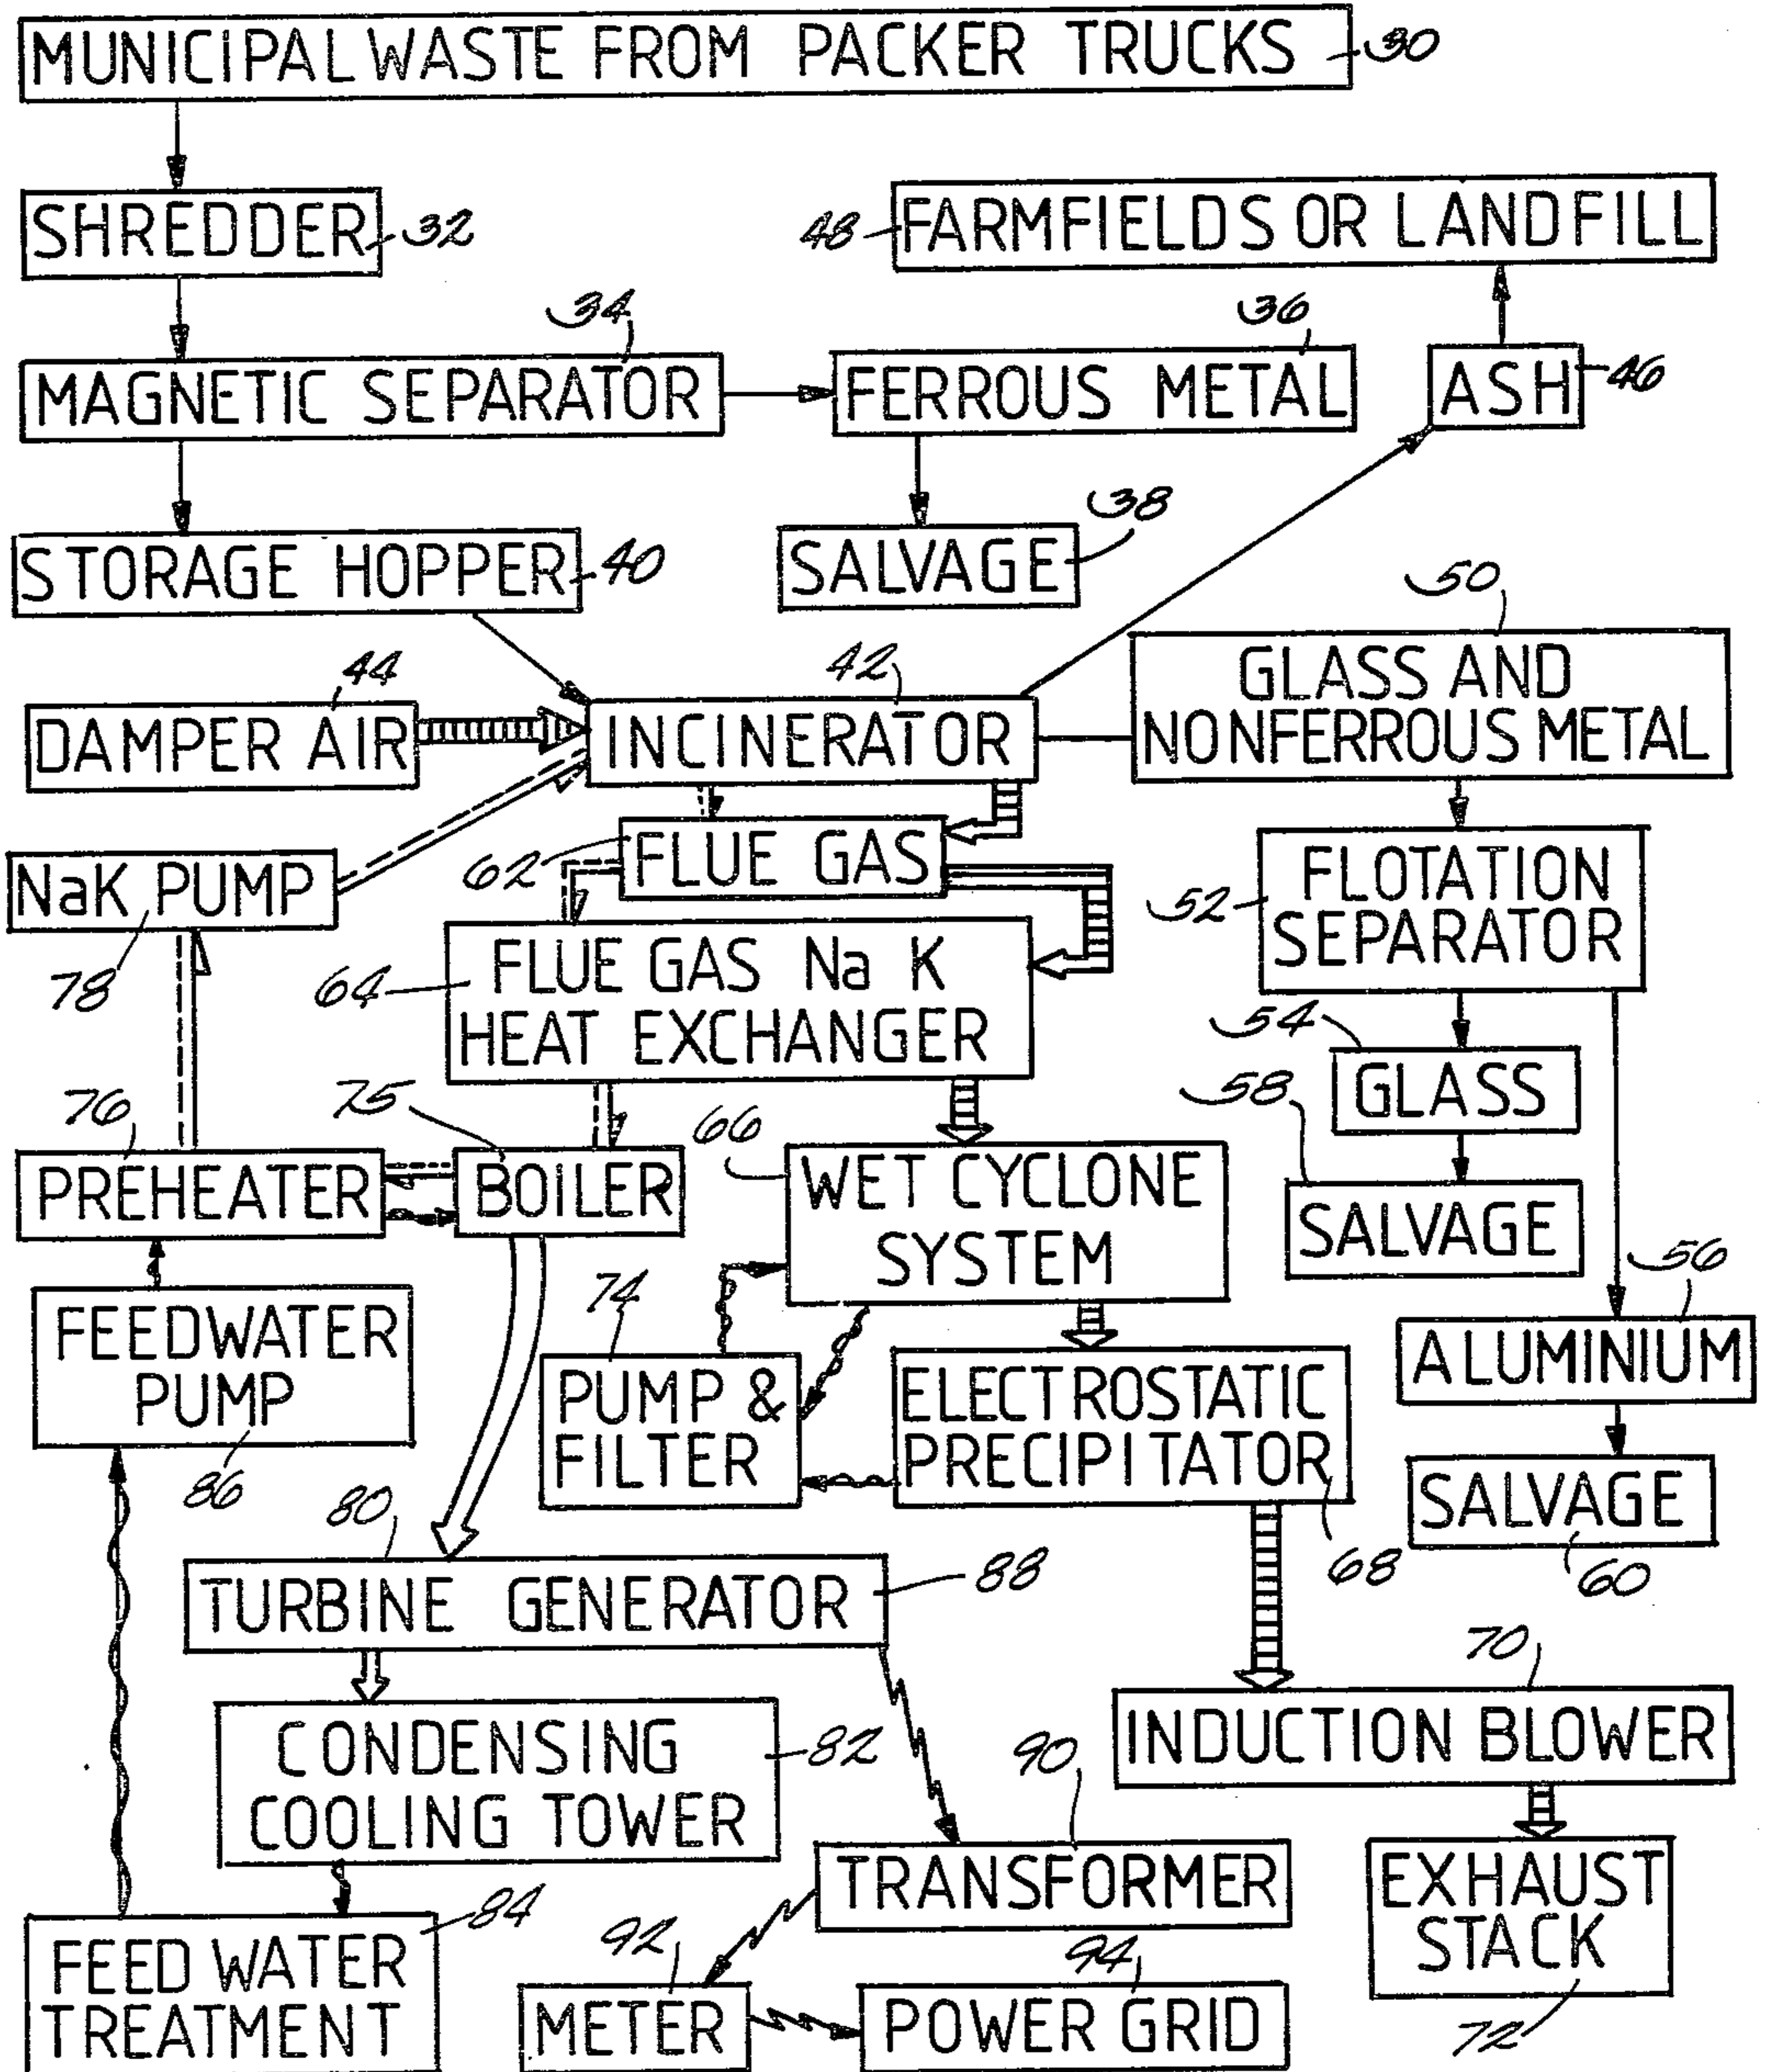 MUNICIPAL WASTE FROM PACKER TRUCKS 30
SHREDDER 32
48 FARMFIELDS OR LANDFILL
34
36
MAGNETIC SEPARATOR
FERROUS METAL
ASH 46
38
STORAGE HOPPER 40
SALVAGE
50
44
42
GLASS AND
NONFERROUS METAL
DAMPER AIR
INCINERATOR
62 FLUE GAS
NaK PUMP
78
52 FLOTATION
SEPARATOR
64 FLUE GAS Na K
HEAT EXCHANGER
54
GLASS
58
SALVAGE
76
75
66
PREHEATER
BOILER
WET CYCLONE
SYSTEM
56
ALUMINIUM
FEEDWATER
PUMP
86
74
PUMP &
FILTER
ELECTROSTATIC
PRECIPITATOR
68
SALVAGE
60
80
TURBINE GENERATOR 88
70
INDUCTION BLOWER
CONDENSING
COOLING TOWER
82
90
TRANSFORMER
EXHAUST
STACK
72
84
FEED WATER
TREATMENT
92
METER
94
POWER GRID